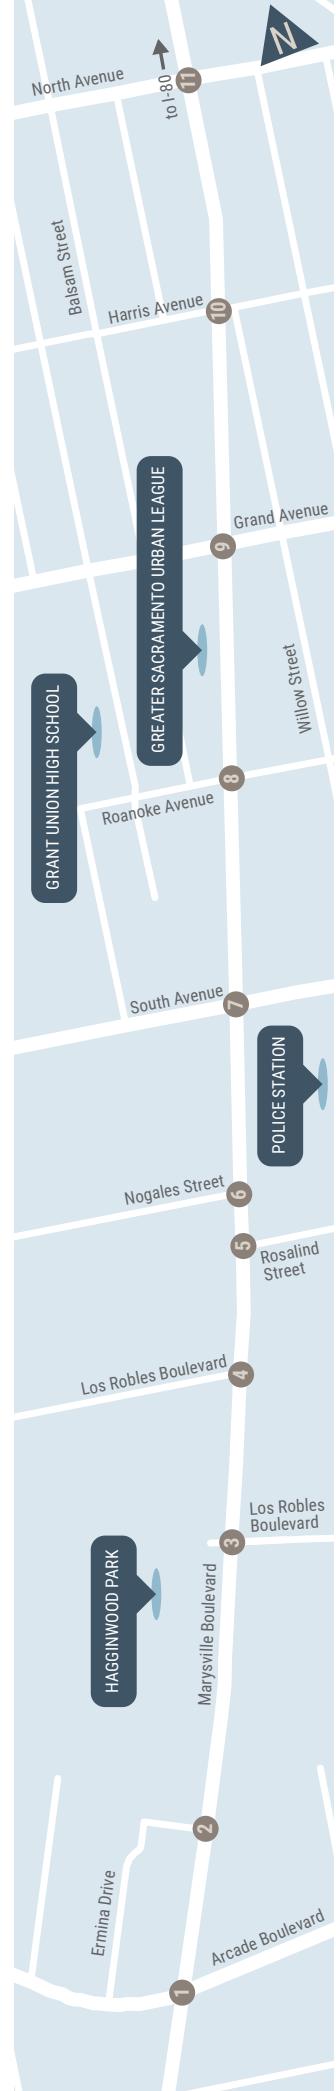 N
North Avenue
to I-80
11
Balsam Street
Harris Avenue
10
GREATER SACRAMENTO URBAN LEAGUE
Grand Avenue
9
GRANT UNION HIGH SCHOOL
Willow Street
8
Roanoke Avenue
South Avenue
7
POLICE STATION
Nogales Street
6
5
Rosalind
Street
Los Robles Boulevard
4
Los Robles
Boulevard
3
HAGGINWOOD PARK
Marysville Boulevard
2
Ermina Drive
Arcade Boulevard
1